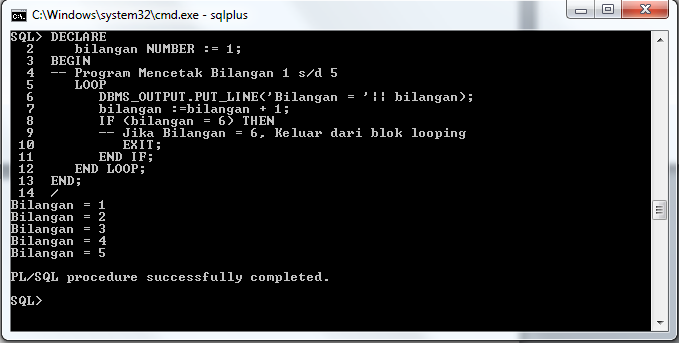 C:\Windows\system32\cmd.exe - sqlplus
SQL> DECLARE
  2     bilangan NUMBER := 1;
  3  BEGIN
  4  -- Program Mencetak Bilangan 1 s/d 5
  5     LOOP
  6        DBMS_OUTPUT.PUT_LINE('Bilangan = '|| bilangan);
  7        bilangan :=bilangan + 1;
  8        IF (bilangan = 6) THEN
  9        -- Jika Bilangan = 6, Keluar dari blok looping
 10          EXIT;
 11        END IF;
 12     END LOOP;
 13  END;
 14  /
Bilangan = 1
Bilangan = 2
Bilangan = 3
Bilangan = 4
Bilangan = 5
PL/SQL procedure successfully completed.
SQL>